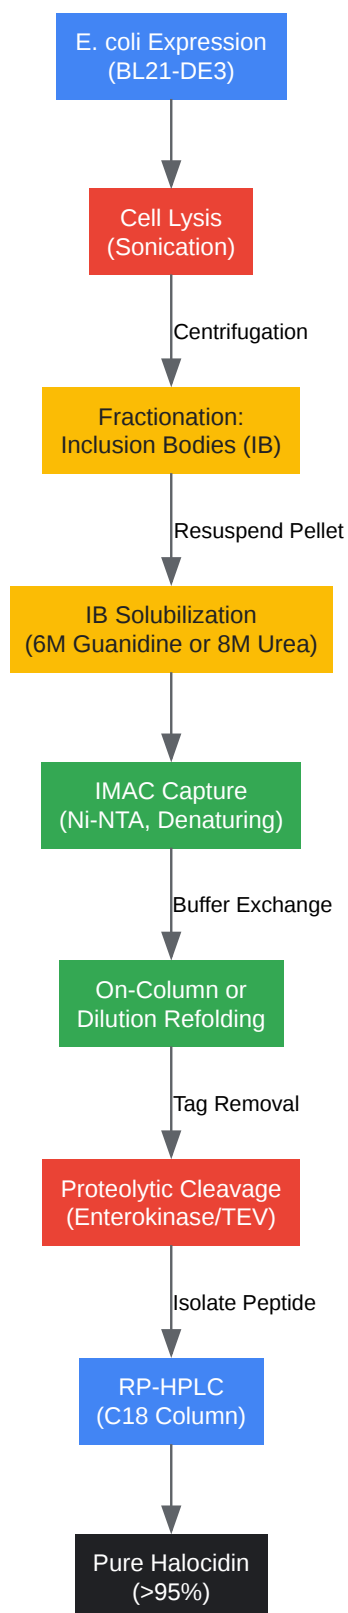 E. coli Expression
(BL21-DE3)
Cell Lysis
(Sonication)
Centrifugation
Fractionation:
Inclusion Bodies (IB)
Resuspend Pellet
IB Solubilization
(6M Guanidine or 8M Urea)
IMAC Capture
(Ni-NTA, Denaturing)
Buffer Exchange
On-Column or
Dilution Refolding
Tag Removal
Proteolytic Cleavage
(Enterokinase/TEV)
Isolate Peptide
RP-HPLC
(C18 Column)
Pure Halocidin
(>95%)